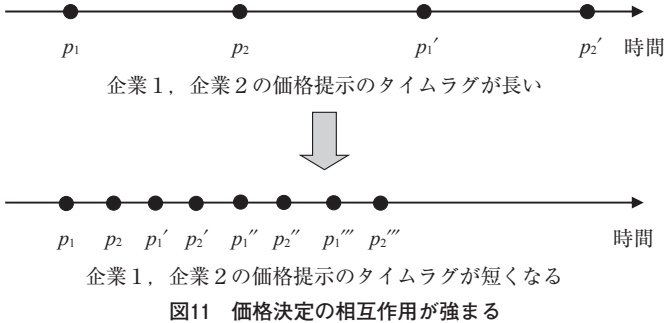 p₁ p₂ p₁′ p₂′ 時間
企業1，企業2の価格提示のタイムラグが長い
p₁ p₂ p₁′ p₂′ p₁″ p₂″ p₁‴ p₂‴ 時間
企業1，企業2の価格提示のタイムラグが短くなる
図11　価格決定の相互作用が強まる